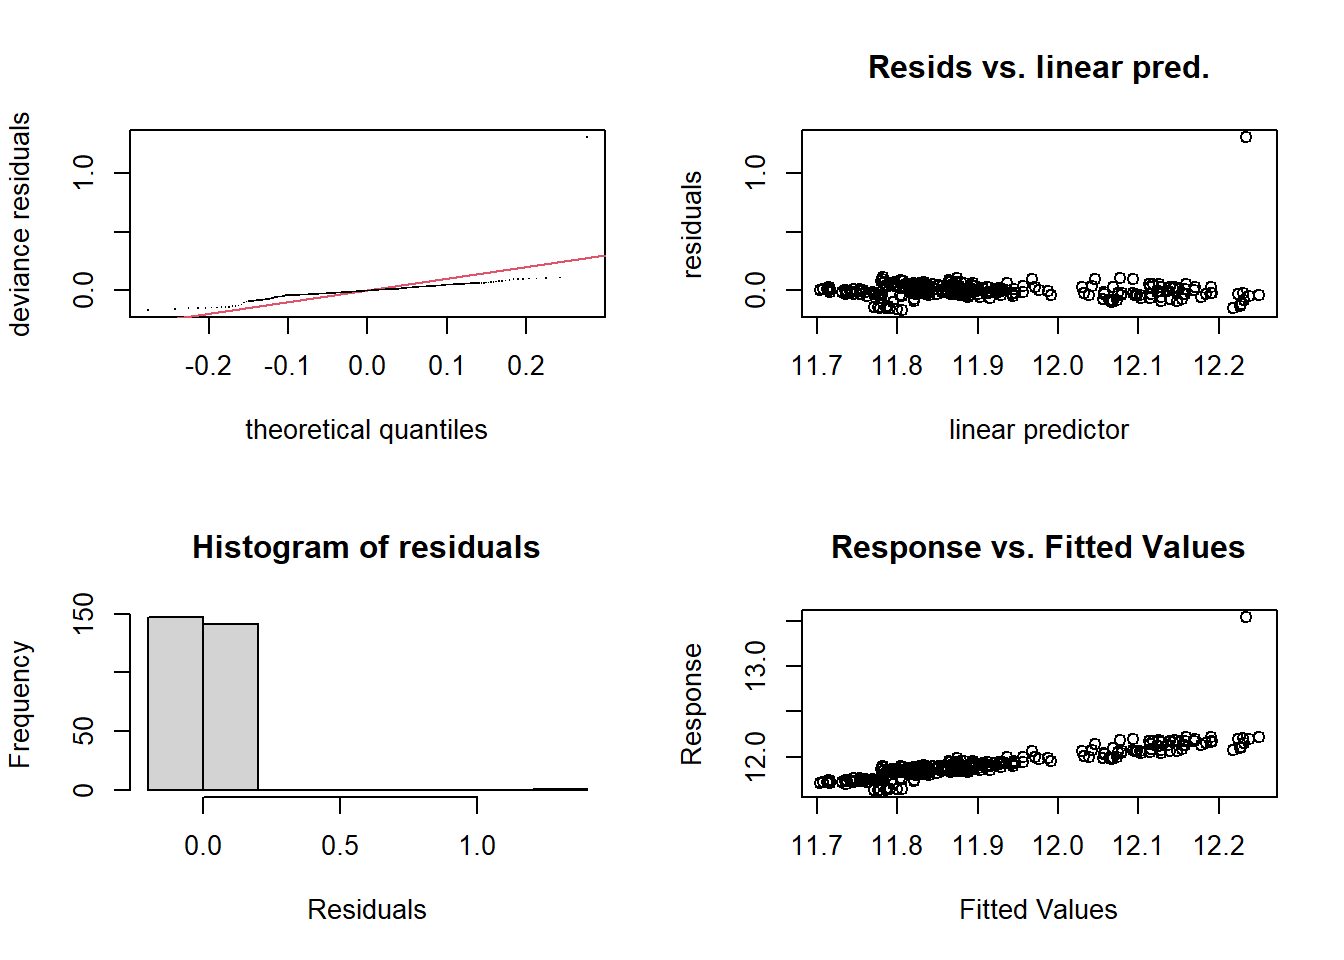 deviance residuals
1.0
0.0
-0.2 -0.1 0.0 0.1 0.2
theoretical quantiles
Resids vs. linear pred.
residuals
1.0
0.0
11.7 11.8 11.9 12.0 12.1 12.2
linear predictor
Histogram of residuals
Frequency
150
50
0
0.0 0.5 1.0
Residuals
Response vs. Fitted Values
Response
13.0
12.0
11.7 11.8 11.9 12.0 12.1 12.2
Fitted Values